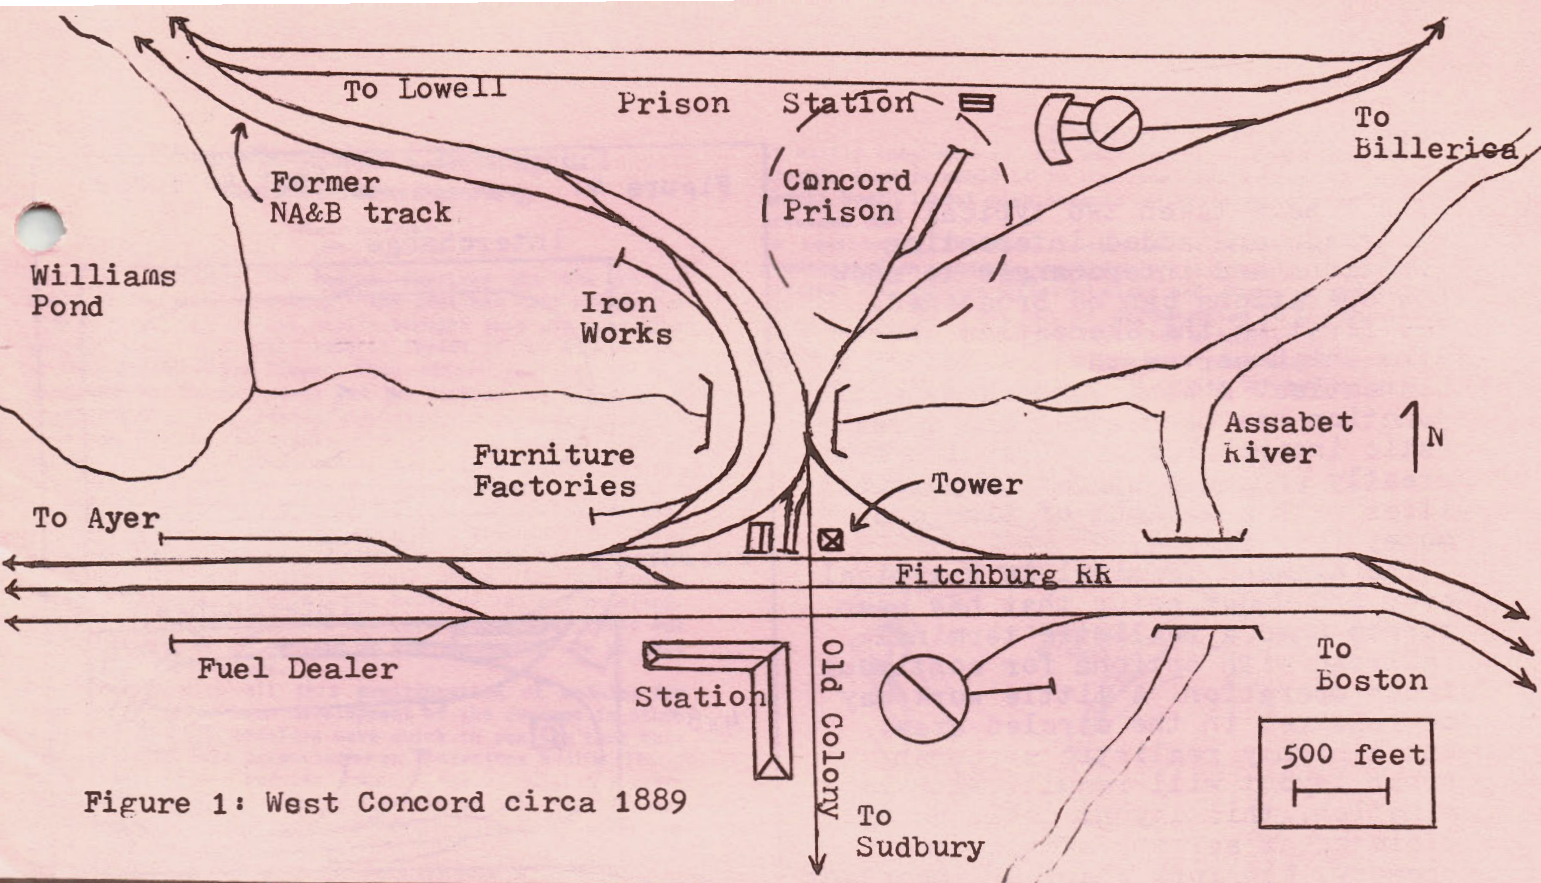 To Lowell
Prison Station
To
Billerica
Former
NA&B track
Concord
Prison
Williams
Pond
Iron
Works
Assabet
River
N
Furniture
Factories
Tower
To Ayer
Fitchburg RR
Fuel Dealer
Station
Old Colony
To
Boston
500 feet
Figure 1: West Concord circa 1889
To
Sudbury